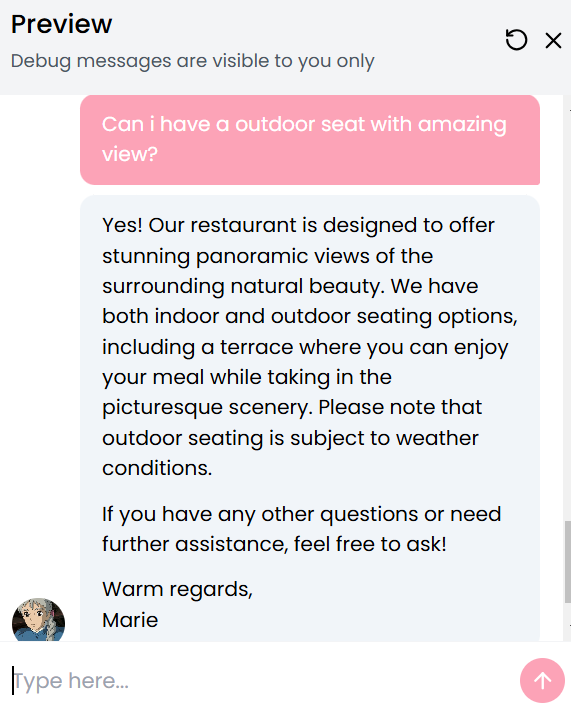 Preview
Debug messages are visible to you only
Can i have a outdoor seat with amazing
view?
Yes! Our restaurant is designed to offer
stunning panoramic views of the
surrounding natural beauty. We have
both indoor and outdoor seating options,
including a terrace where you can enjoy
your meal while taking in the
picturesque scenery. Please note that
outdoor seating is subject to weather
conditions.
If you have any other questions or need
further assistance, feel free to ask!
Warm regards,
Marie
Type here...